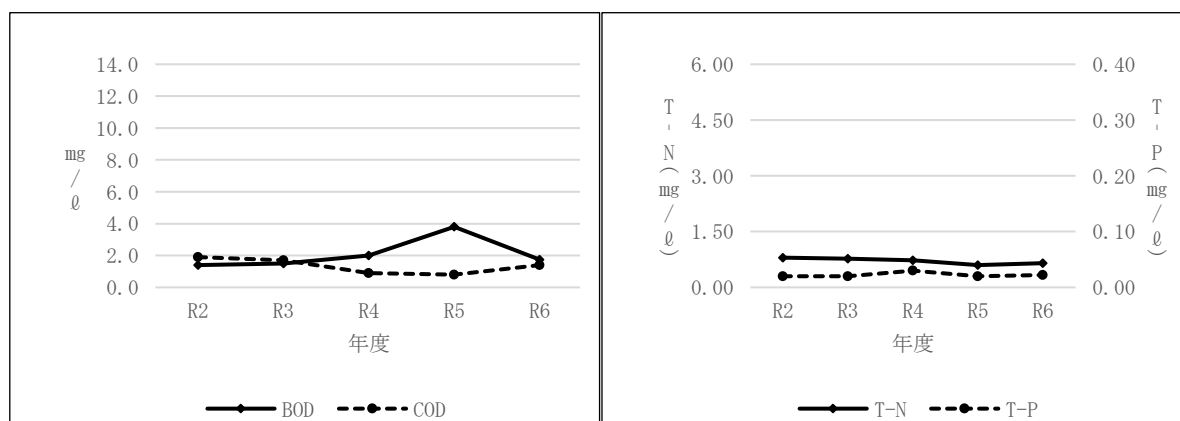 14.0
12.0
10.0
8.0
6.0
4.0
2.0
0.0
mg/ℓ
R2 R3 R4 R5 R6
年度
BOD COD
6.00
4.50
3.00
1.50
0.00
T-N(mg/ℓ)
0.40
0.30
0.20
0.10
0.00
T-P(mg/ℓ)
R2 R3 R4 R5 R6
年度
T-N T-P